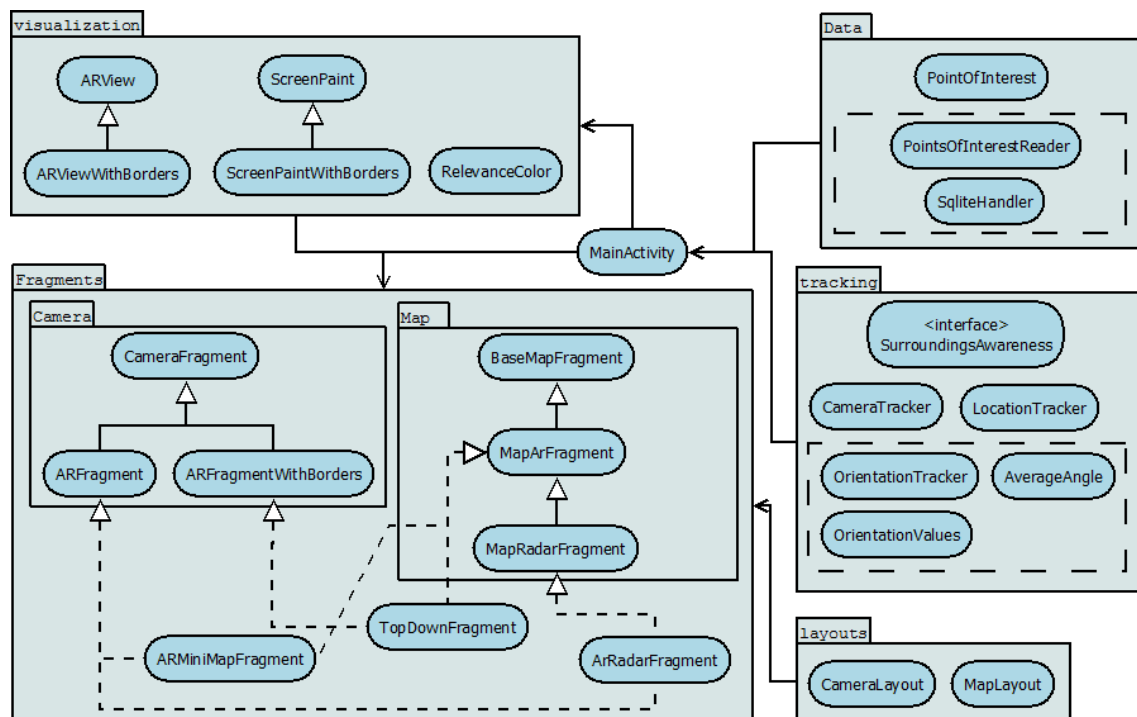 visualization
ARView
ScreenPaint
ARViewWithBorders
ScreenPaintWithBorders
RelevanceColor
Data
PointOfInterest
PointsOfInterestReader
SqliteHandler
MainActivity
Fragments
Camera
CameraFragment
ARFragment
ARFragmentWithBorders
Map
BaseMapFragment
MapArFragment
MapRadarFragment
TopDownFragment
ARMiniMapFragment
ArRadarFragment
tracking
<interface>
SurroundingsAwareness
CameraTracker
LocationTracker
OrientationTracker
AverageAngle
OrientationValues
layouts
CameraLayout
MapLayout